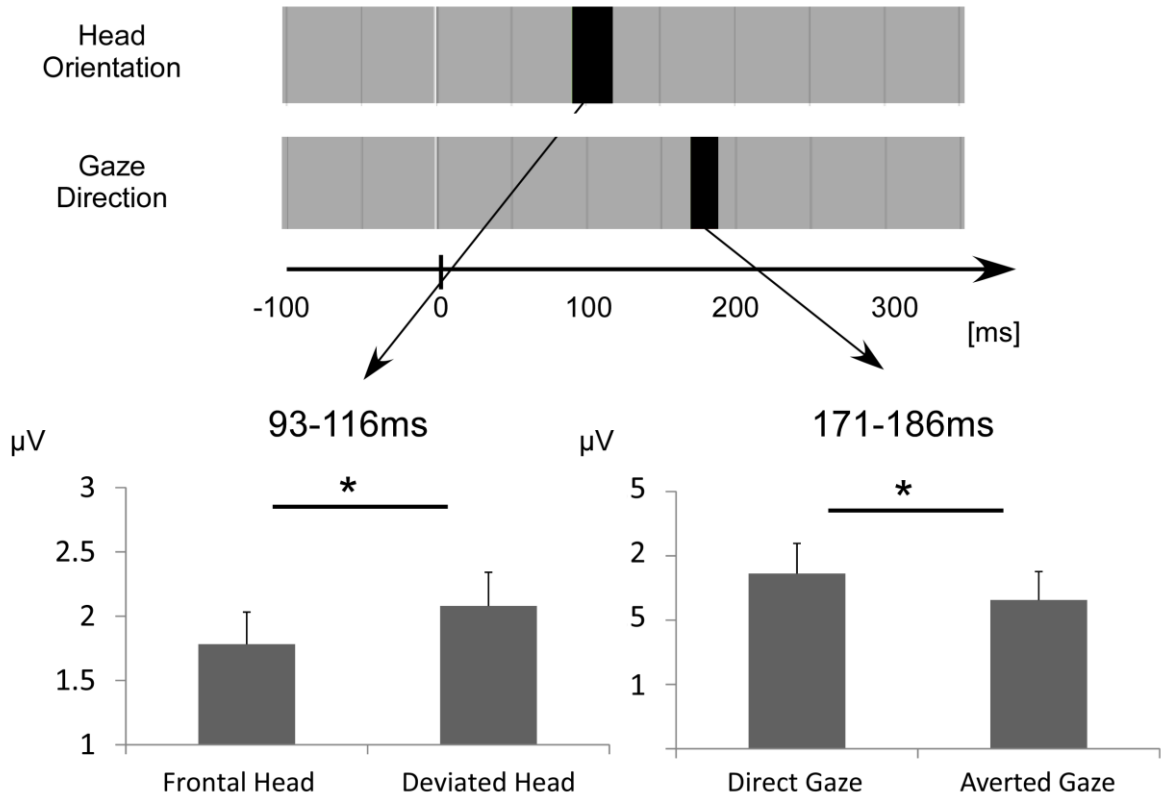 Head
Orientation
Gaze
Direction
-100 0 100 200 300
[ms]
93-116ms
171-186ms
µV
3
*
2.5
2
1.5
1
Frontal Head Deviated Head
µV
5
*
2
5
1
Direct Gaze Averted Gaze